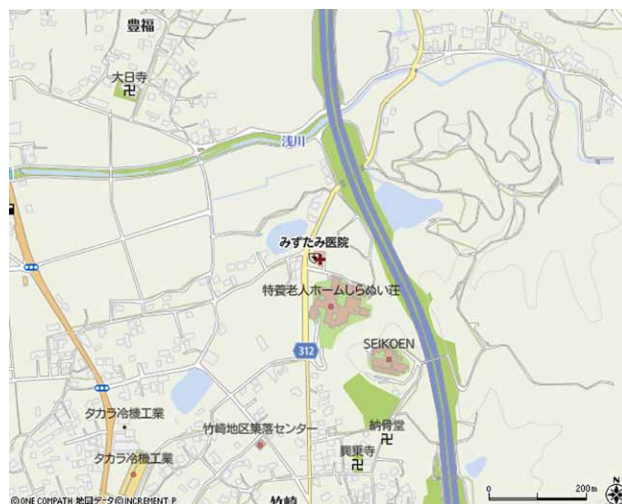 豊福
大日寺
浅川
みずたみ医院
特養老人ホームしらぬい荘
312
SEIKOEN
タカラ冷機工業
竹崎地区集落センター
納骨堂
興乗寺
タカラ冷機工業
竹崎
0 200m
N
©ONE COMPATH 地図データ©INCREMENT P